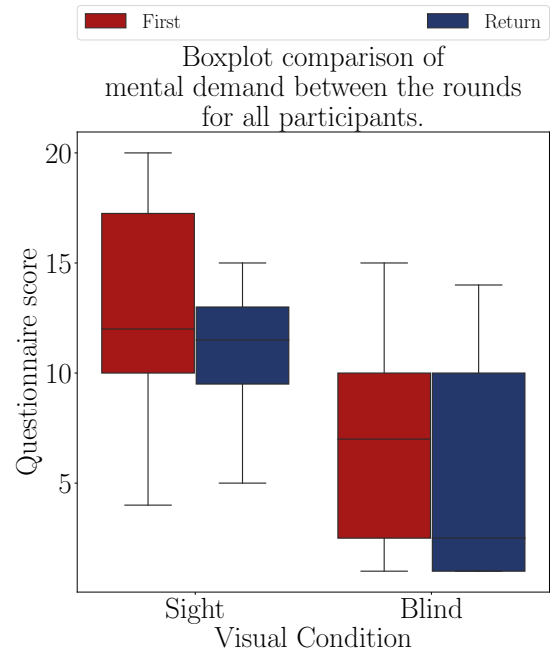 First
Return
Boxplot comparison of
mental demand between the rounds
for all participants.
20
15
10
5
Questionnaire score
Sight
Blind
Visual Condition